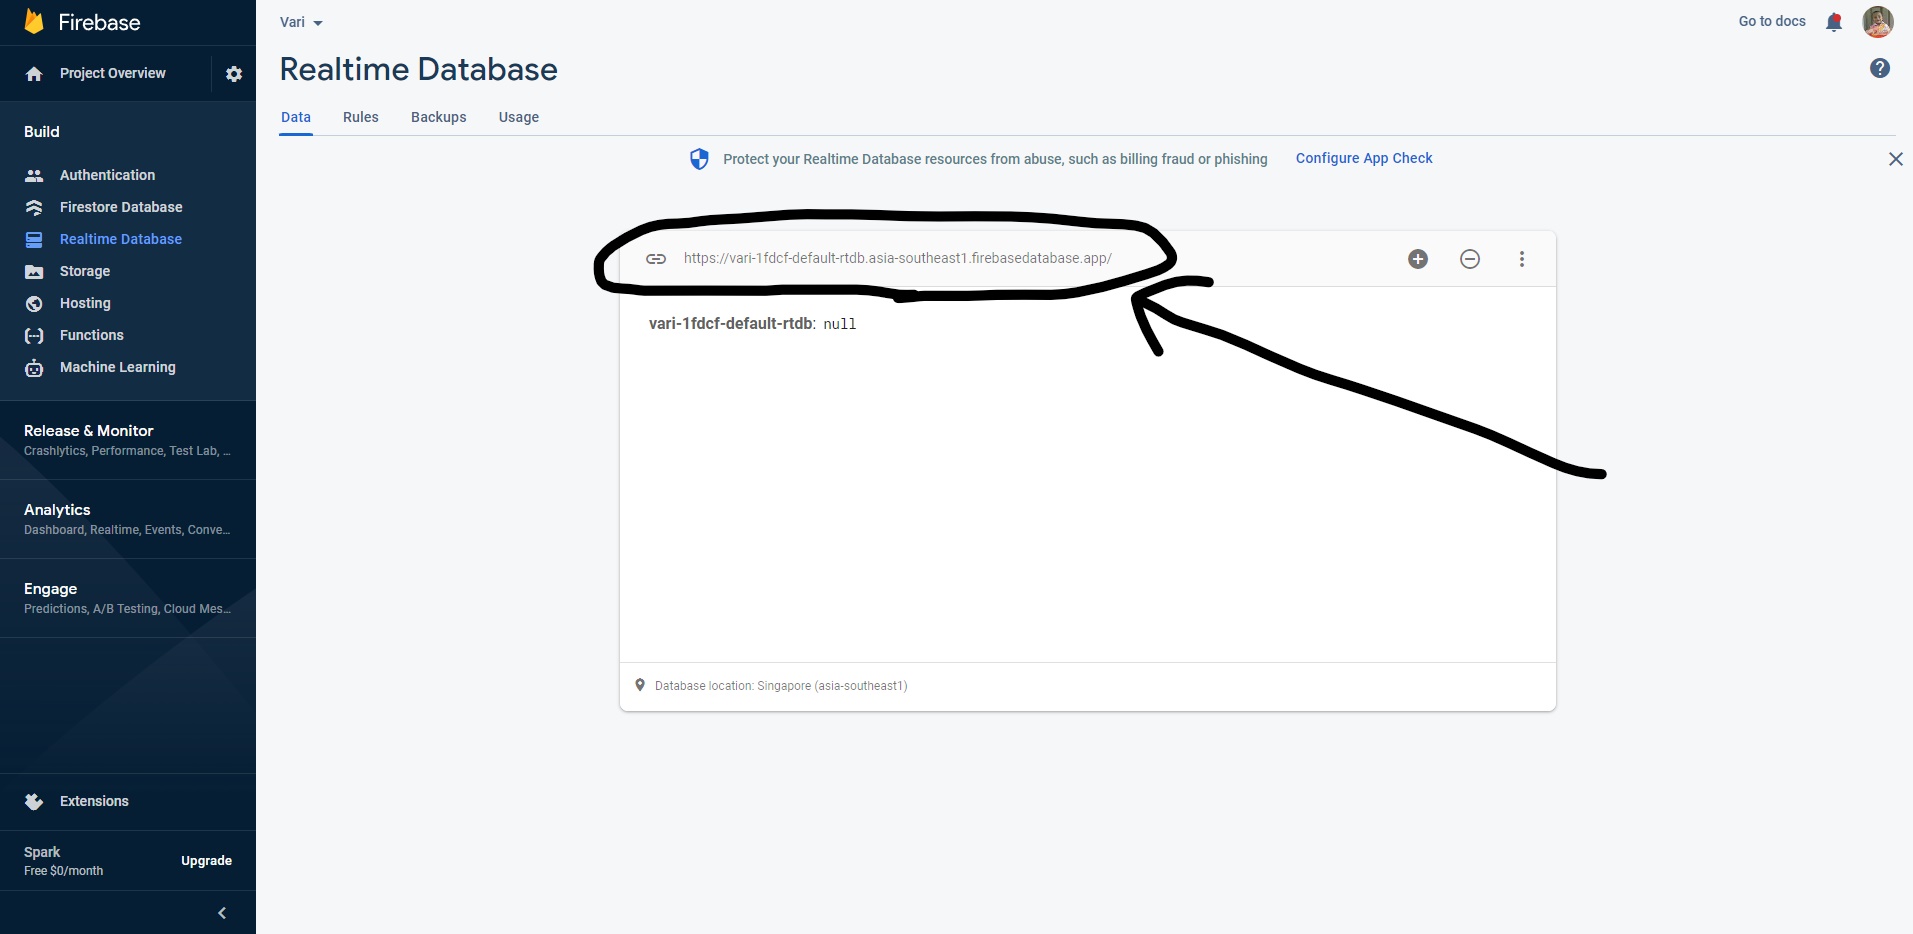 Firebase
Project Overview
Build
Authentication
Firestore Database
Realtime Database
Storage
Hosting
Functions
Machine Learning
Release & Monitor
Crashlytics, Performance, Test Lab, ...
Analytics
Dashboard, Realtime, Events, Conve...
Engage
Predictions, A/B Testing, Cloud Mes...
Extensions
Spark
Free $0/month
Upgrade
Vari
Go to docs
Realtime Database
Data Rules Backups Usage
Protect your Realtime Database resources from abuse, such as billing fraud or phishing Configure App Check
https://vari-1fdcf-default-rtdb.asia-southeast1.firebasedatabase.app/
vari-1fdcf-default-rtdb: null
Database location: Singapore (asia-southeast1)